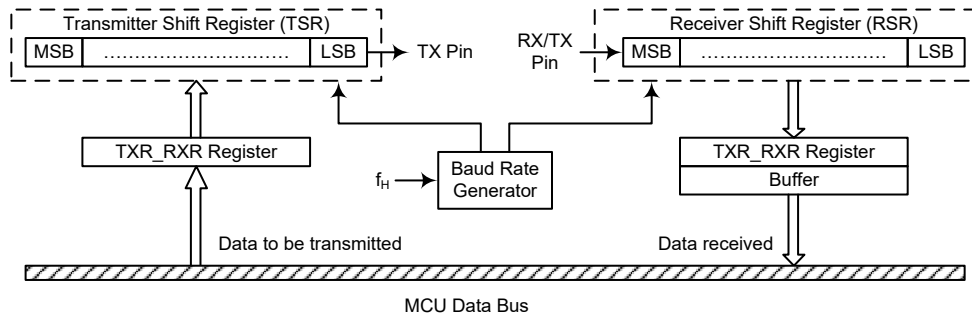 Transmitter Shift Register (TSR)
MSB ………………………… LSB
TX Pin
Receiver Shift Register (RSR)
RX/TX
Pin
MSB ………………………… LSB
TXR_RXR Register
Baud Rate
Generator
fH
TXR_RXR Register
Buffer
Data to be transmitted
Data received
MCU Data Bus